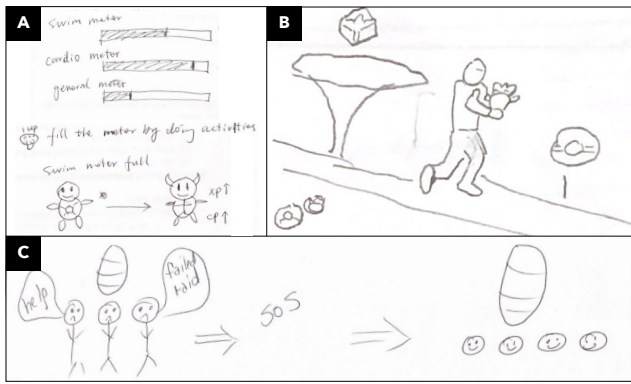 A
swim meter
cardio meter
general meter
1up fill the meter by doing activities
swim meter full
xp↑
cp↑
B
C
help
failed raid
SOS